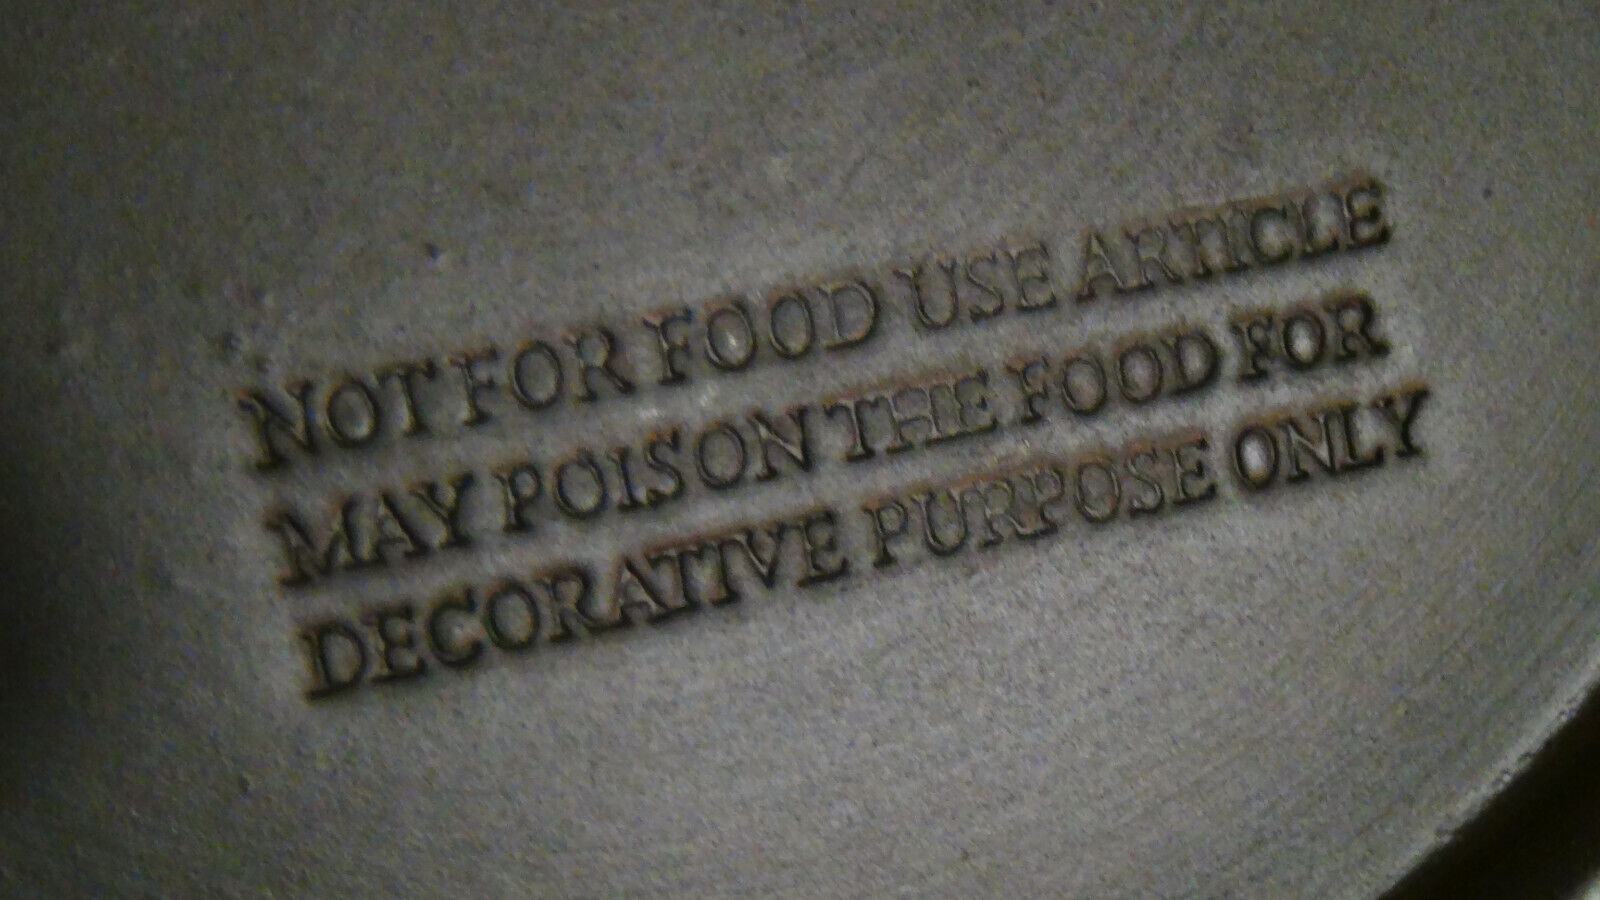 NOT FOR FOOD USE ARTICLE
MAY POISON THE FOOD FOR
DECORATIVE PURPOSE ONLY